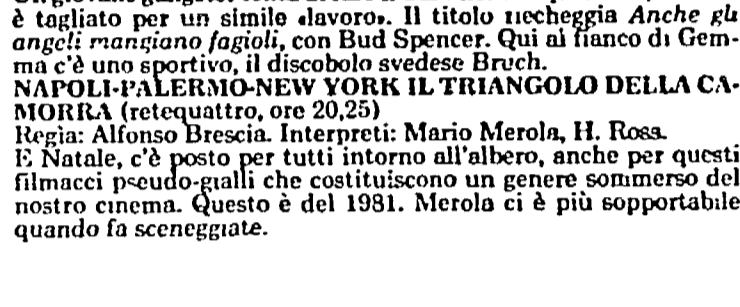 è tagliato per un simile «lavoro». Il titolo riecheggia Anche gli
angeli mangiano fagioli, con Bud Spencer. Qui al fianco di Gem-
ma c'è uno sportivo, il discobolo svedese Bruch.
NAPOLI-PALERMO-NEW YORK IL TRIANGOLO DELLA CA-
MORRA (retequattro, ore 20,25)
Regia: Alfonso Brescia. Interpreti: Mario Merola, H. Ross.
E Natale, c'è posto per tutti intorno all'albero, anche per questi
filmacci pseudo-gialli che costituiscono un genere sommerso del
nostro cinema. Questo è del 1981. Merola ci è più sopportabile
quando fa sceneggiate.